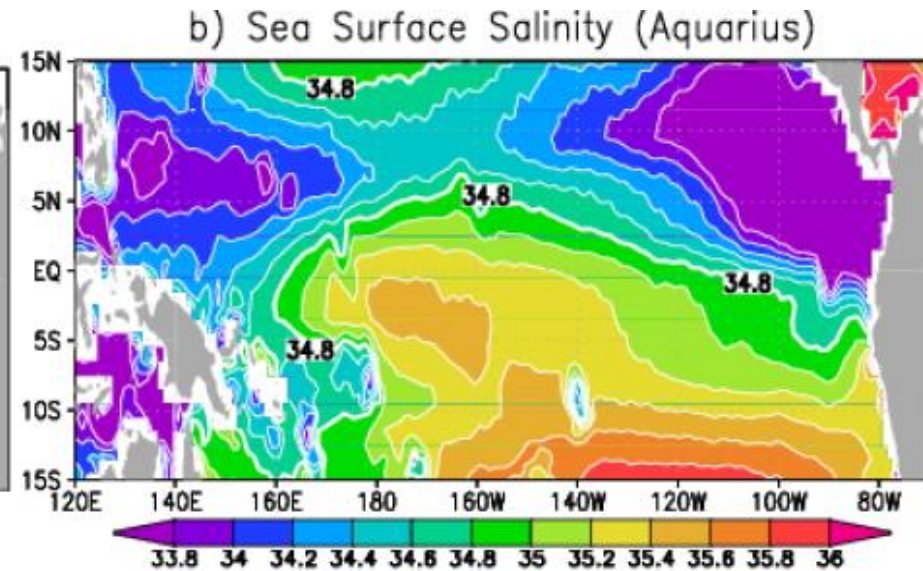 b) Sea Surface Salinity (Aquarius)
15N
34.8
10N
5N
34.8
EQ
34.8
5S
34.8
10S
15S
120E 140E 160E 180 160W 140W 120W 100W 80W
33.8 34 34.2 34.4 34.6 34.8 35 35.2 35.4 35.6 35.8 36